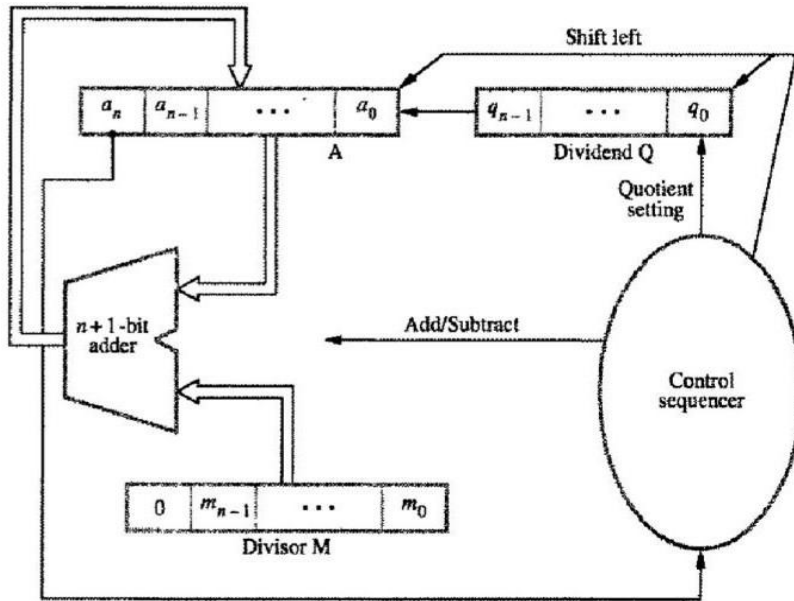 Shift left
aₙ aₙ₋₁ ··· a₀
qₙ₋₁ ··· q₀
A
Dividend Q
Quotient
setting
n + 1-bit
adder
Add/Subtract
Control
sequencer
0 mₙ₋₁ ··· m₀
Divisor M